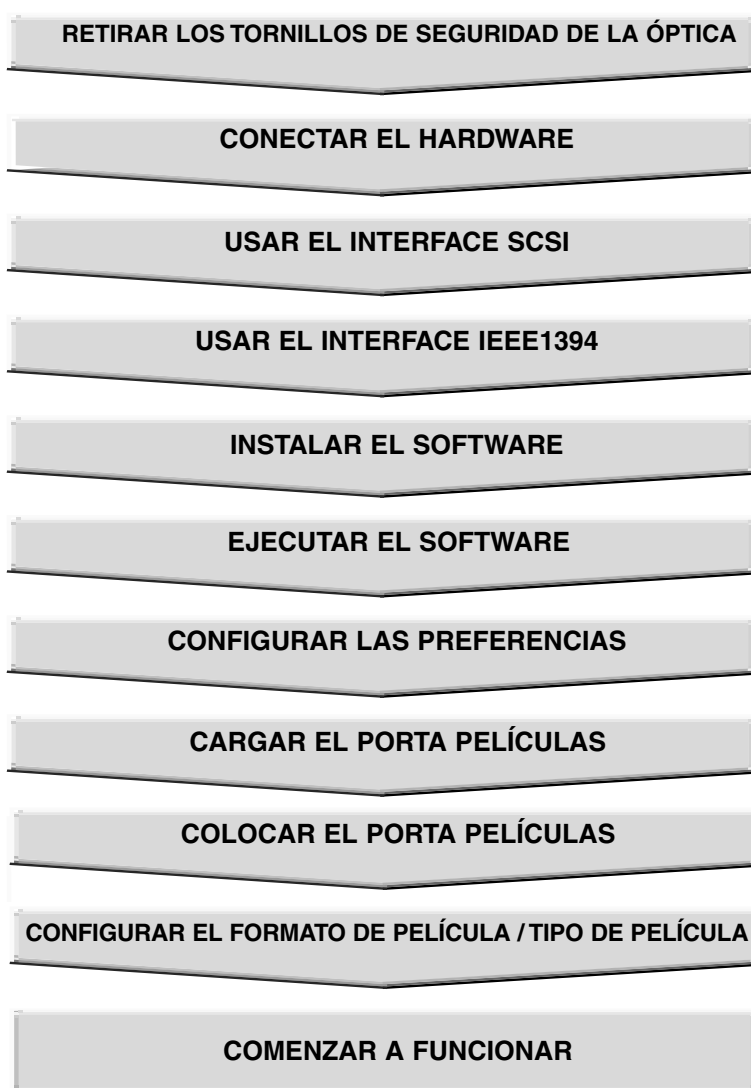 RETIRAR LOS TORNILLOS DE SEGURIDAD DE LA ÓPTICA
CONECTAR EL HARDWARE
USAR EL INTERFACE SCSI
USAR EL INTERFACE IEEE1394
INSTALAR EL SOFTWARE
EJECUTAR EL SOFTWARE
CONFIGURAR LAS PREFERENCIAS
CARGAR EL PORTA PELÍCULAS
COLOCAR EL PORTA PELÍCULAS
CONFIGURAR EL FORMATO DE PELÍCULA / TIPO DE PELÍCULA
COMENZAR A FUNCIONAR